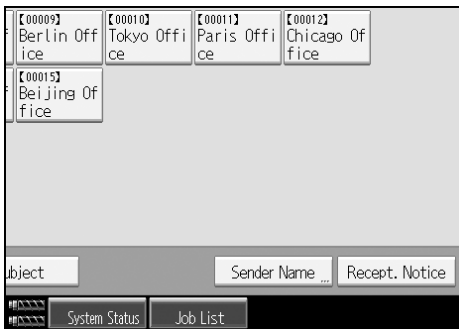 【00009】 【00010】 【00011】 【00012】
Berlin Off Tokyo Offi Paris Offi Chicago Of
ice ce ce fice
【00015】
Beijing Of
fice
ubject Sender Name ... Recept. Notice
System Status Job List